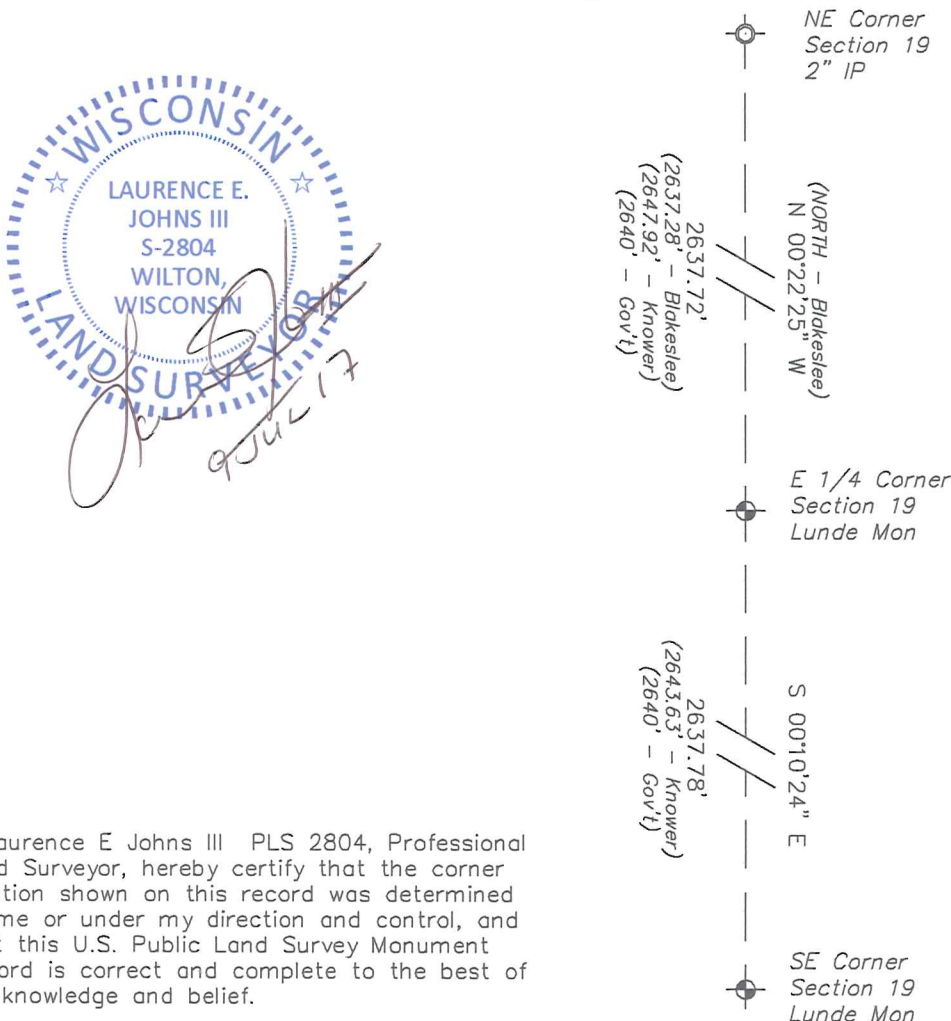 WISCONSIN
LAURENCE E.
JOHNS III
S-2804
WILTON,
WISCONSIN
LAND SURVEYOR
9 JUL 17
NE Corner
Section 19
2" IP
(NORTH - Blakeslee)
N 00°22'25" W
2637.72'
(2637.28' - Blakeslee)
(2647.92' - Knower)
(2640' - Gov't)
E 1/4 Corner
Section 19
Lunde Mon
S 00°10'24" E
2637.78'
(2643.63' - Knower)
(2640' - Gov't)
SE Corner
Section 19
Lunde Mon
aurence E Johns III PLS 2804, Professional
d Surveyor, hereby certify that the corner
tion shown on this record was determined
me or under my direction and control, and
t this U.S. Public Land Survey Monument
ord is correct and complete to the best of
knowledge and belief.